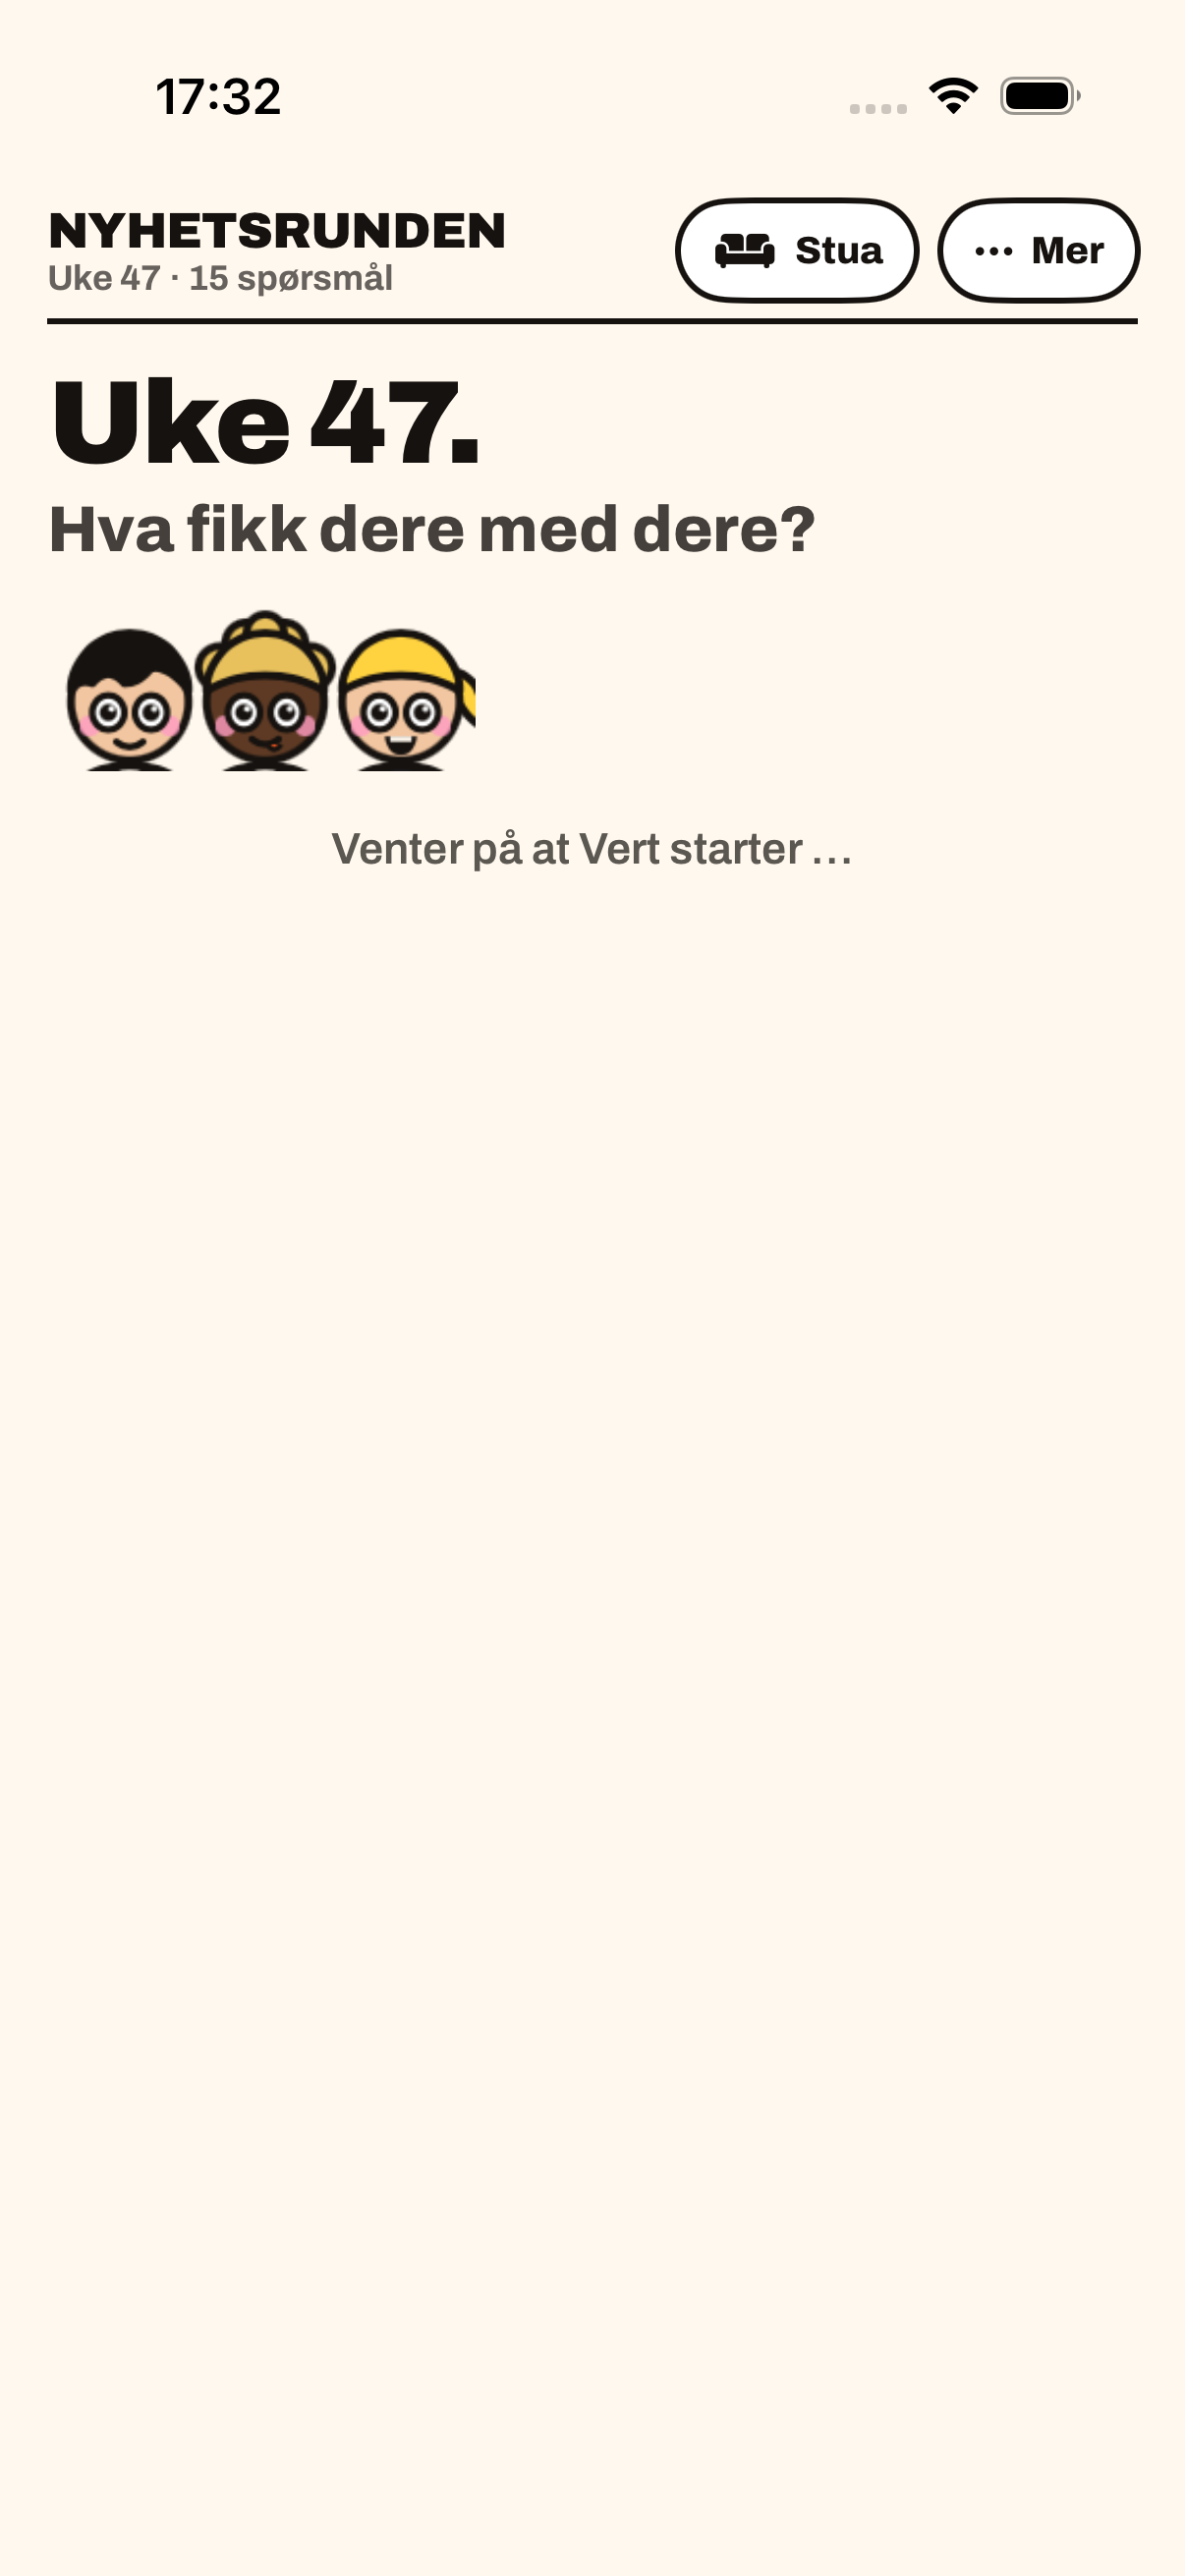 17:32
NYHETSRUNDEN
Uke 47 · 15 spørsmål
Stua
Mer
Uke 47.
Hva fikk dere med dere?
Venter på at Vert starter …